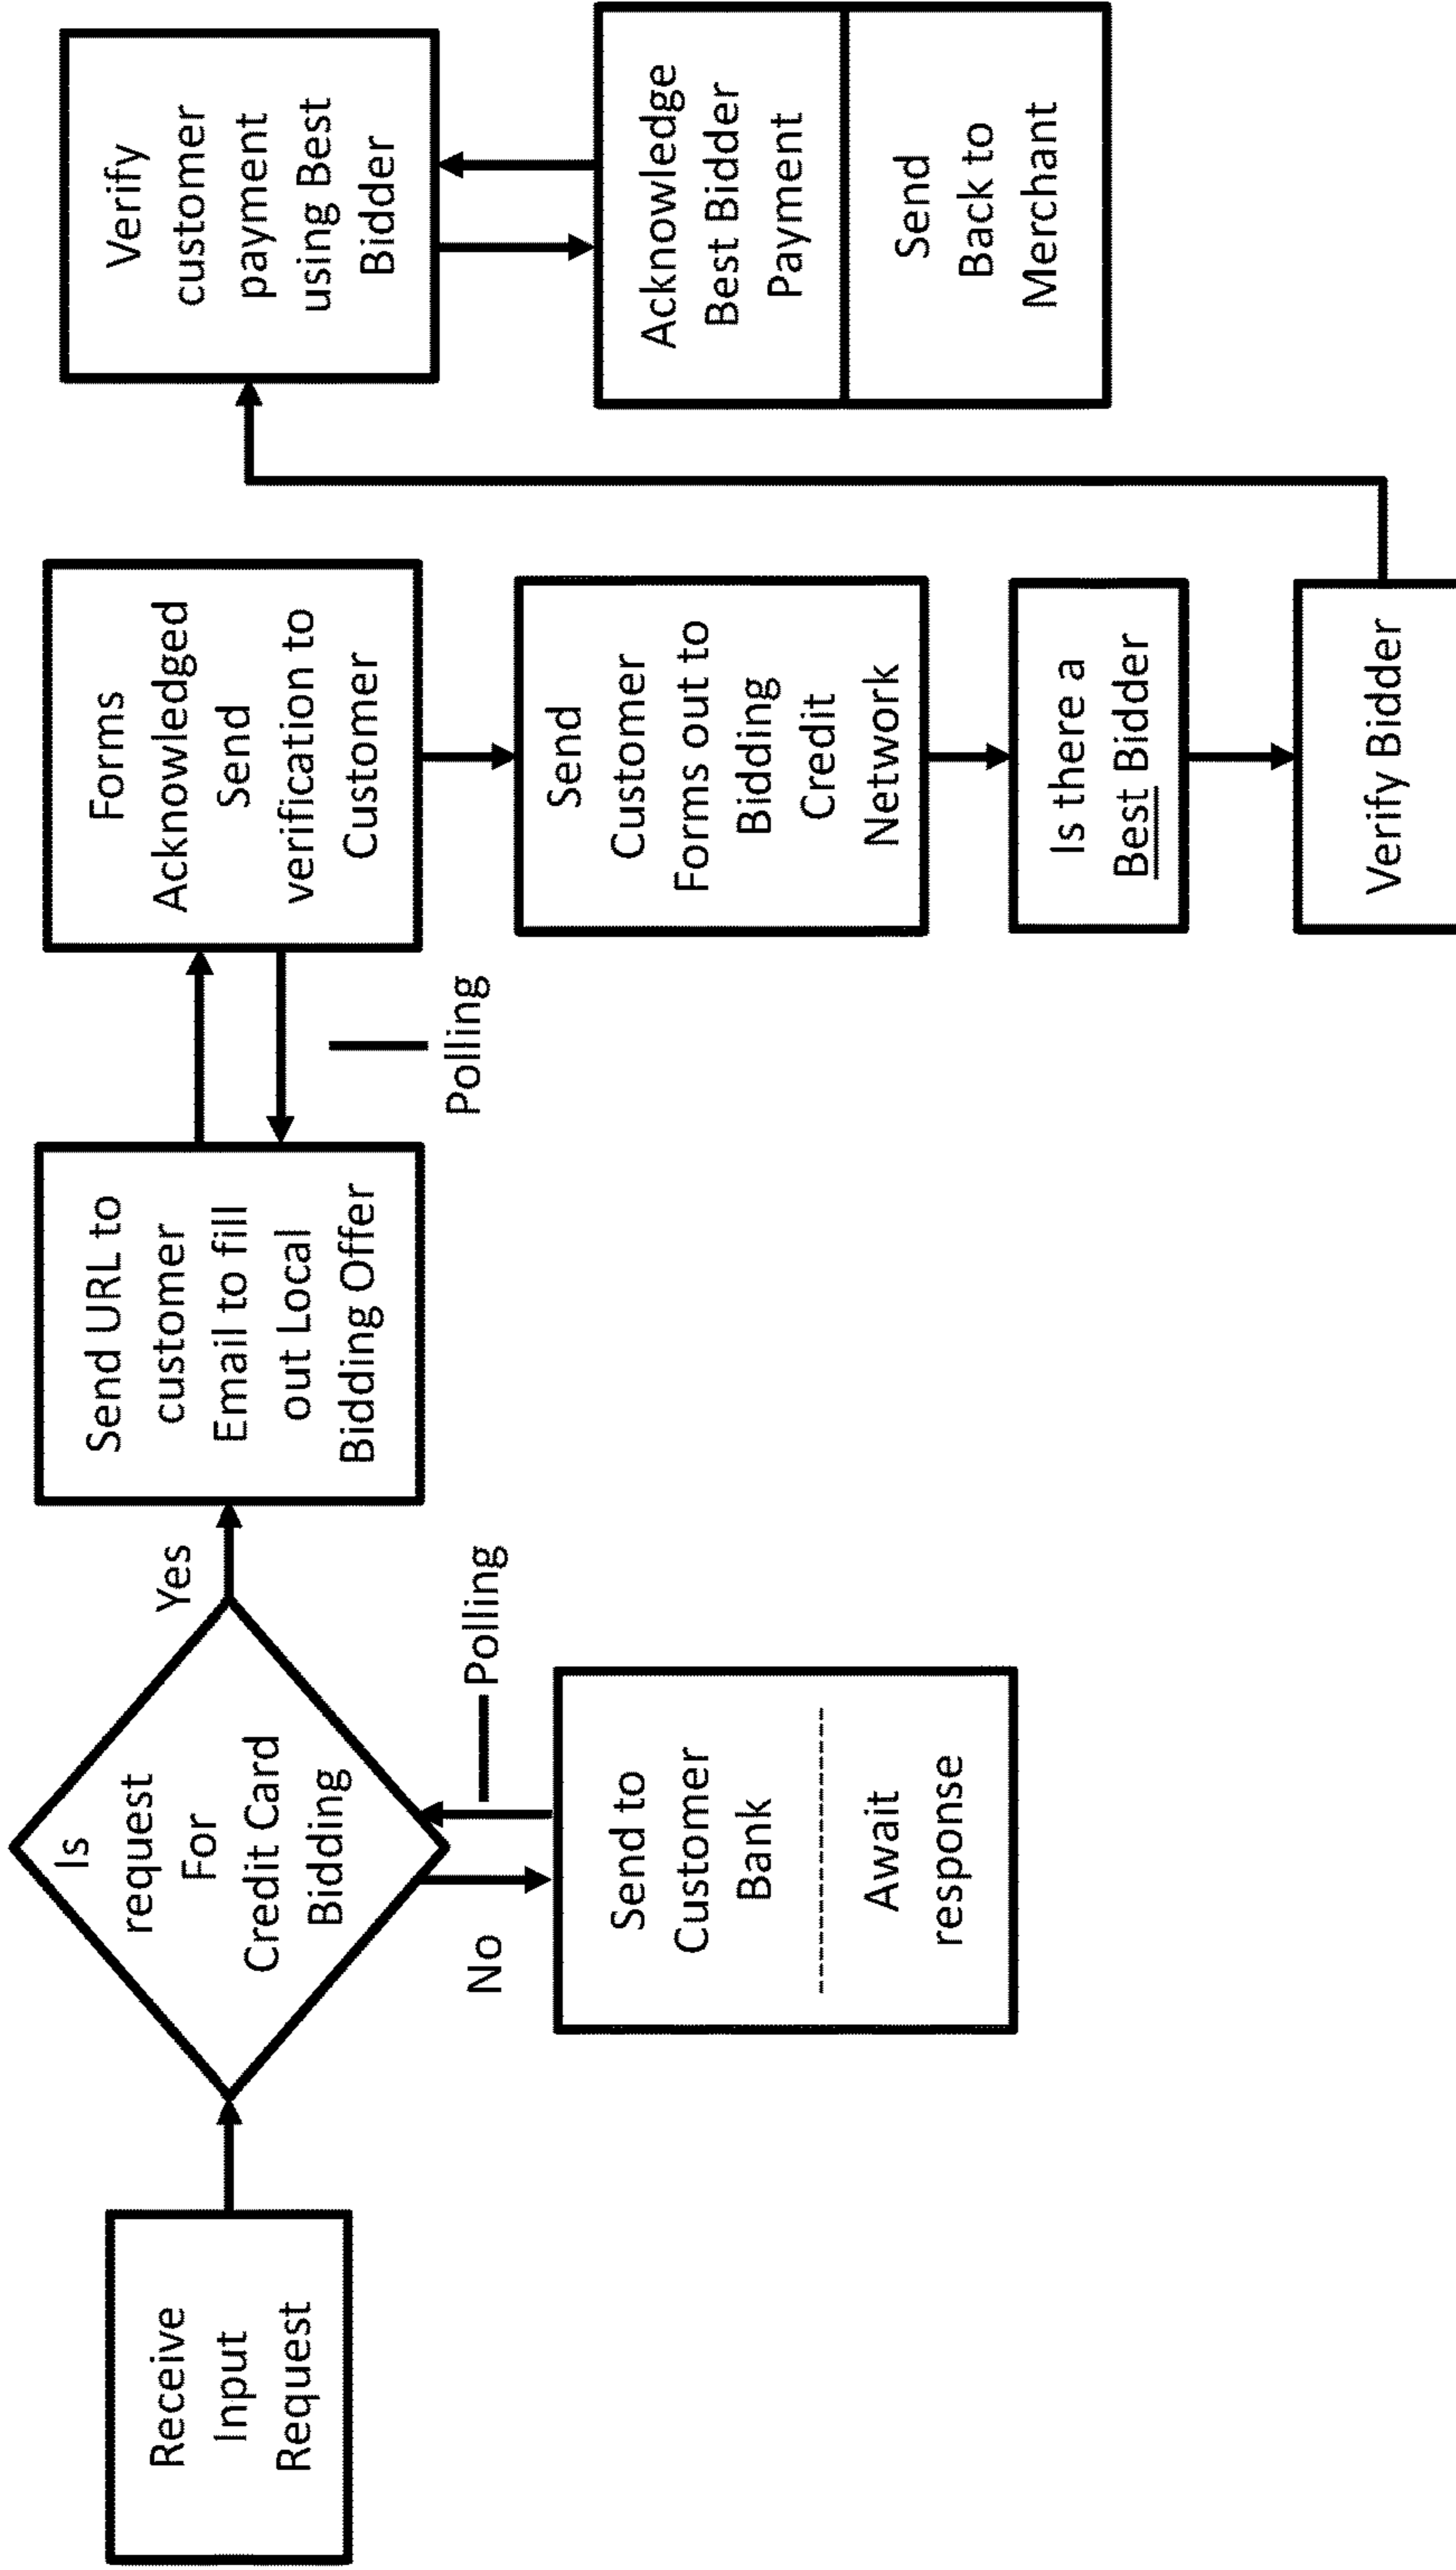 Receive
Input
Request
Is
request
For
Credit Card
Bidding
Yes
No
Polling
Send to
Customer
Bank
Await
response
Send URL to
customer
Email to fill
out Local
Bidding Offer
Polling
Forms
Acknowledged
Send
verification to
Customer
Send
Customer
Forms out to
Bidding
Credit
Network
Is there a
Best Bidder
Verify Bidder
Verify
customer
payment
using Best
Bidder
Acknowledge
Best Bidder
Payment
Send
Back to
Merchant